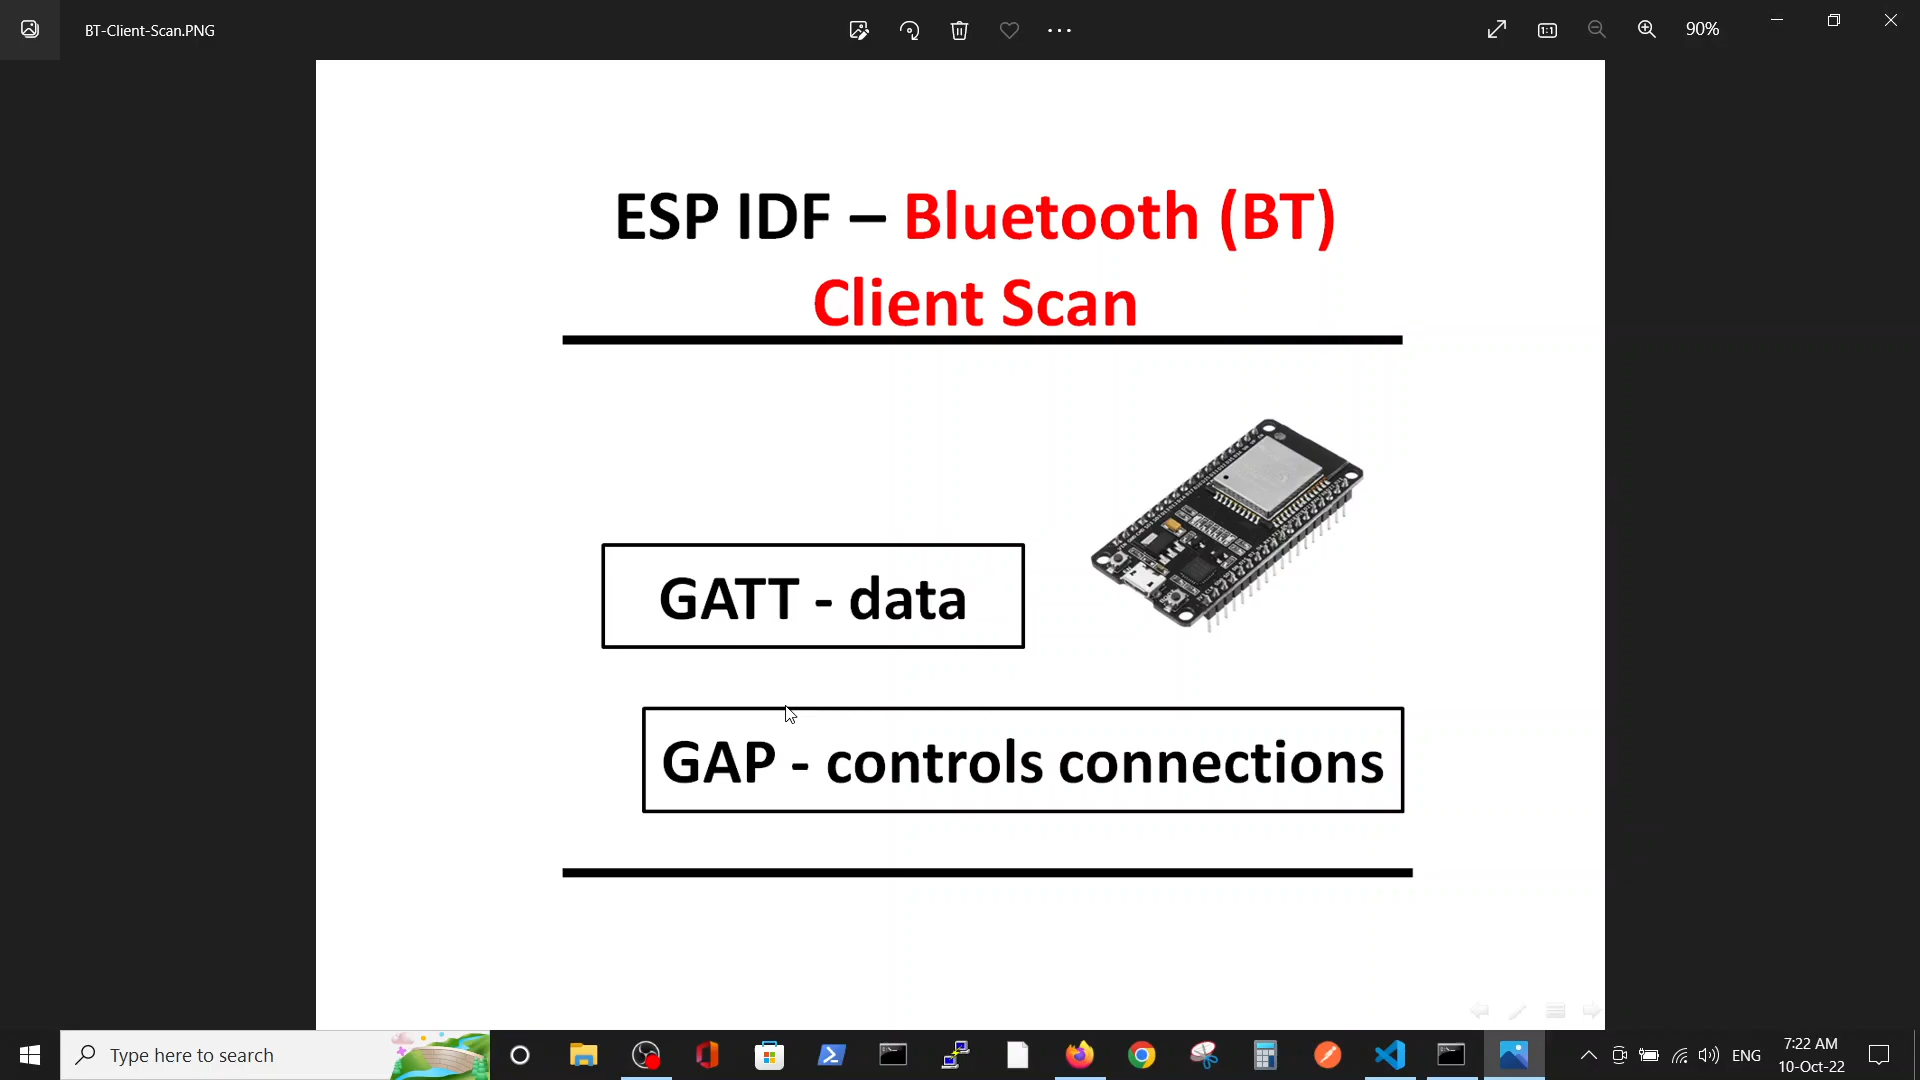 BT-Client-Scan.PNG
90%
ESP IDF – Bluetooth (BT)
Client Scan
GATT - data
GAP - controls connections
Type here to search
ENG
7:22 AM
10-Oct-22